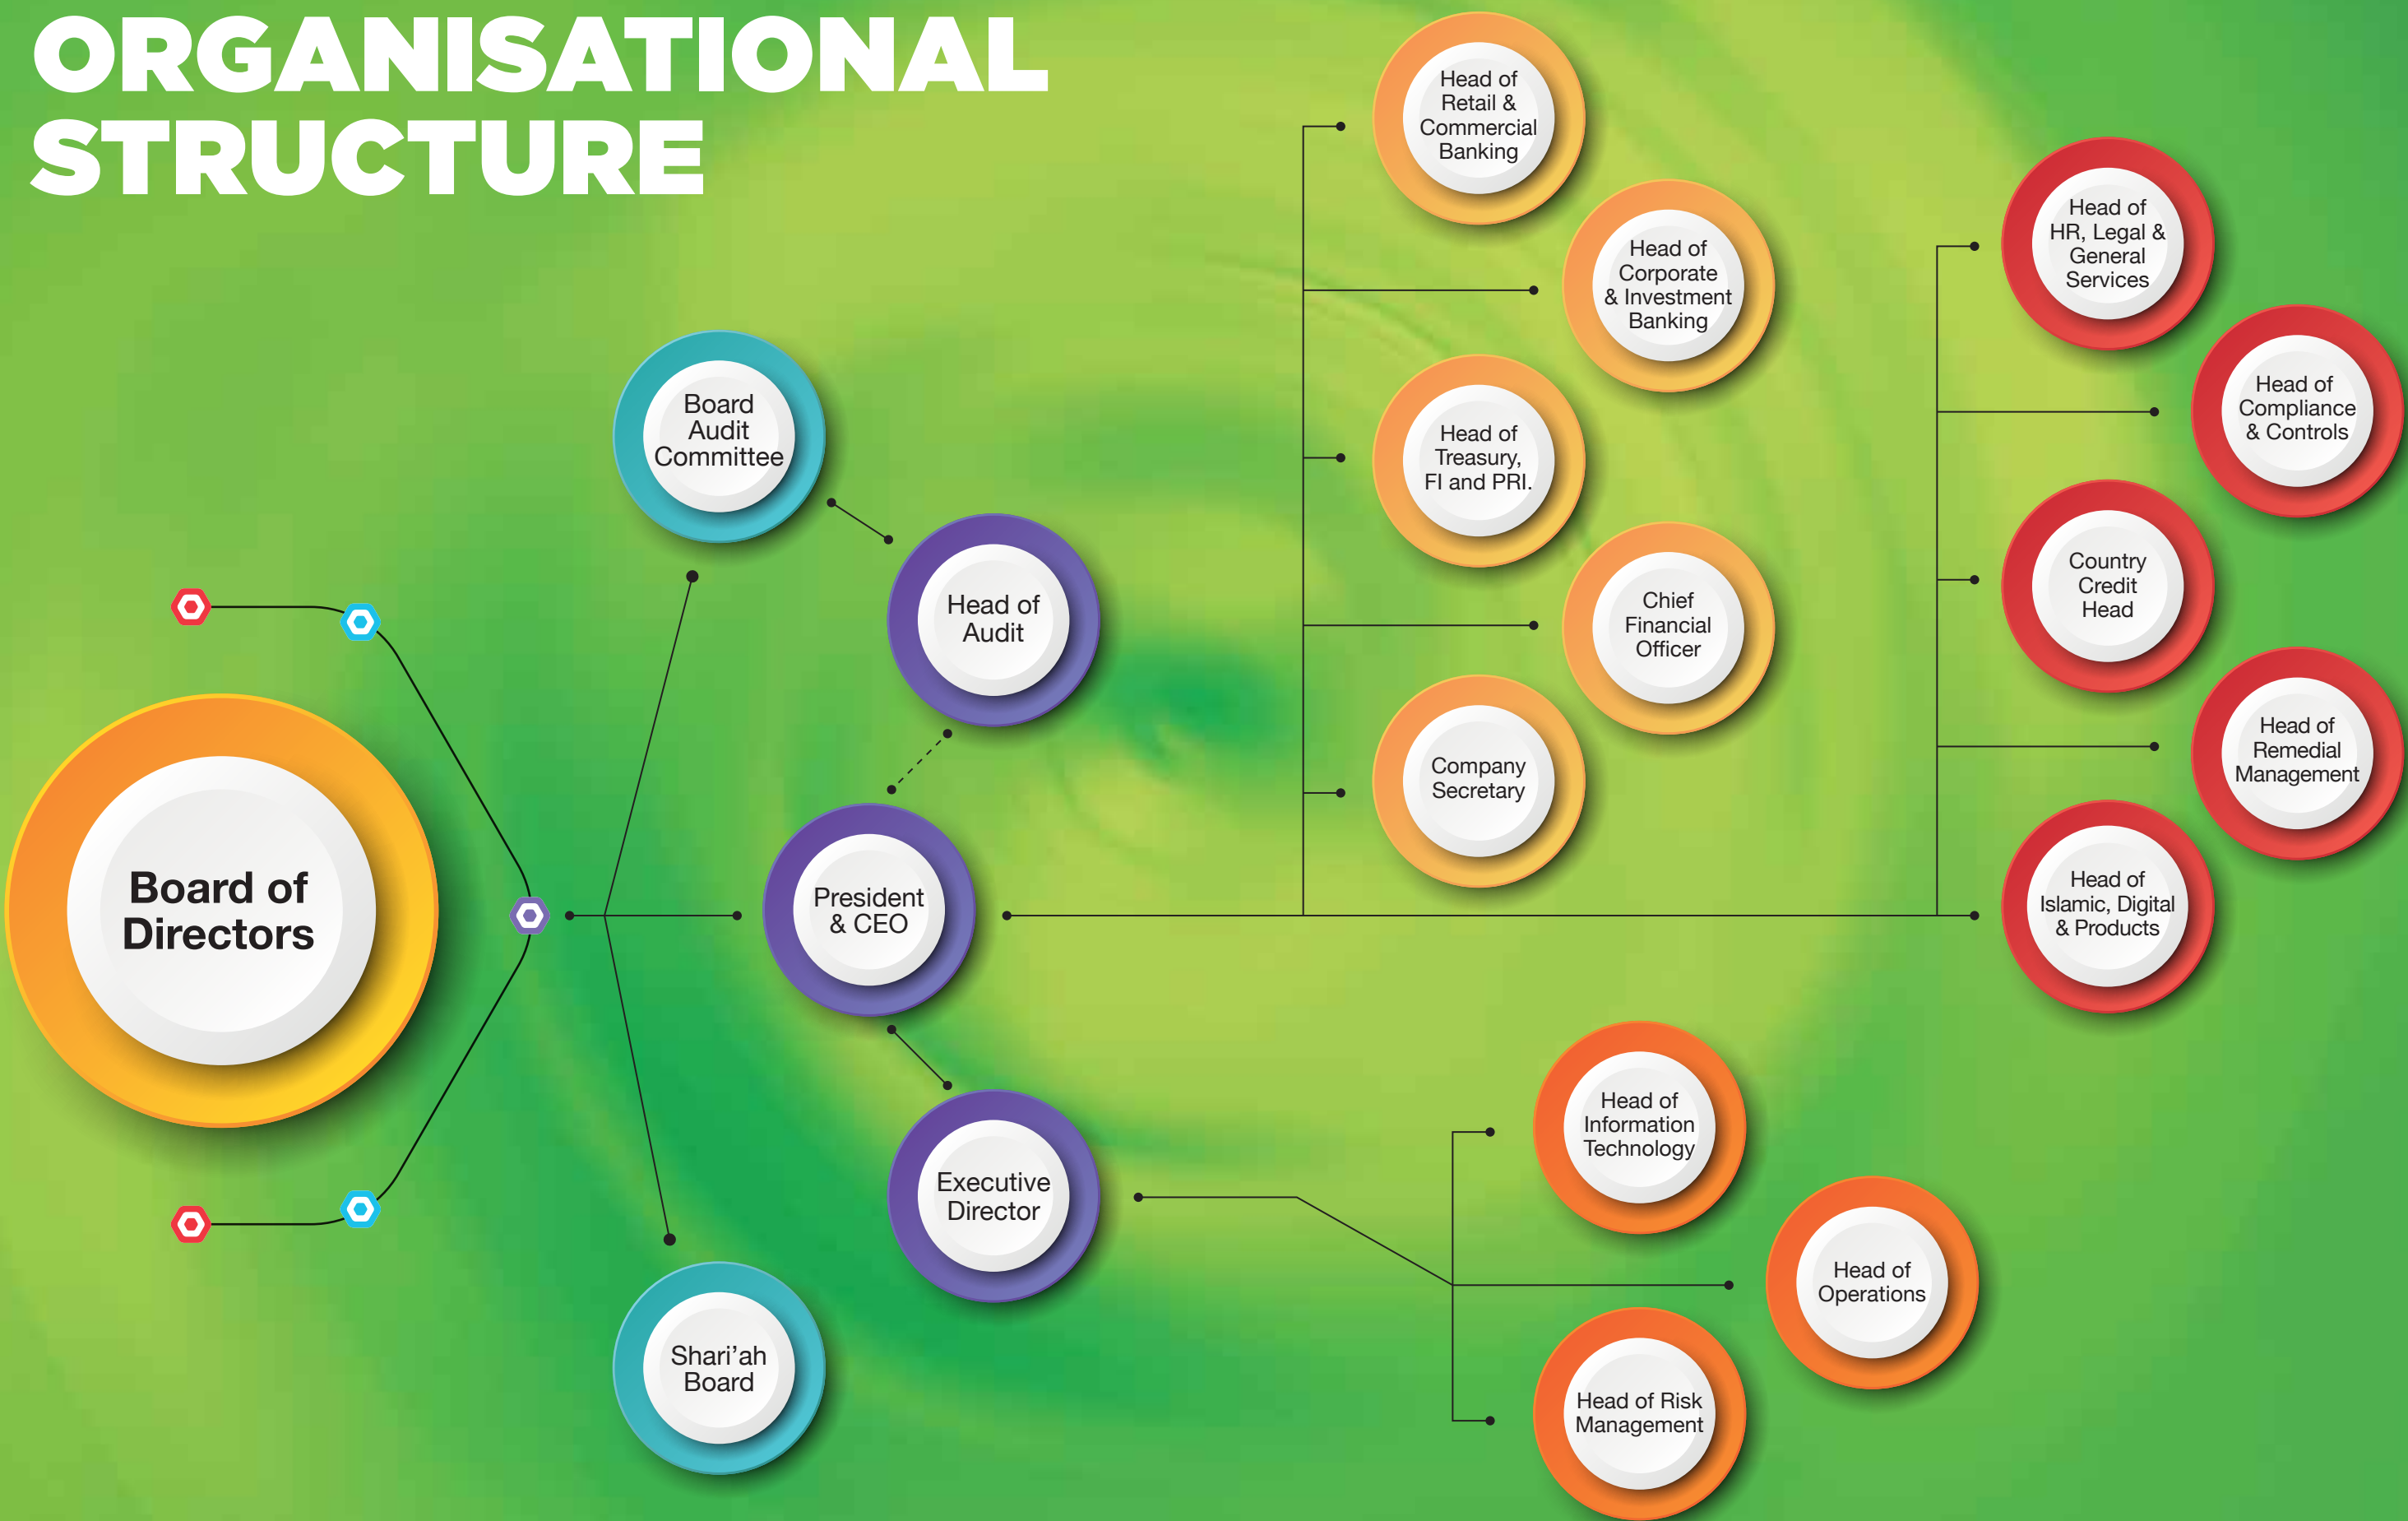 ORGANISATIONAL
STRUCTURE
Board of
Directors
Board
Audit
Committee
Head of
Audit
President
& CEO
Executive
Director
Shari'ah
Board
Head of
Retail &
Commercial
Banking
Head of
Corporate
& Investment
Banking
Head of
Treasury,
FI and PRI.
Chief
Financial
Officer
Company
Secretary
Head of
HR, Legal &
General
Services
Head of
Compliance
& Controls
Country
Credit
Head
Head of
Remedial
Management
Head of
Islamic, Digital
& Products
Head of
Information
Technology
Head of
Operations
Head of Risk
Management